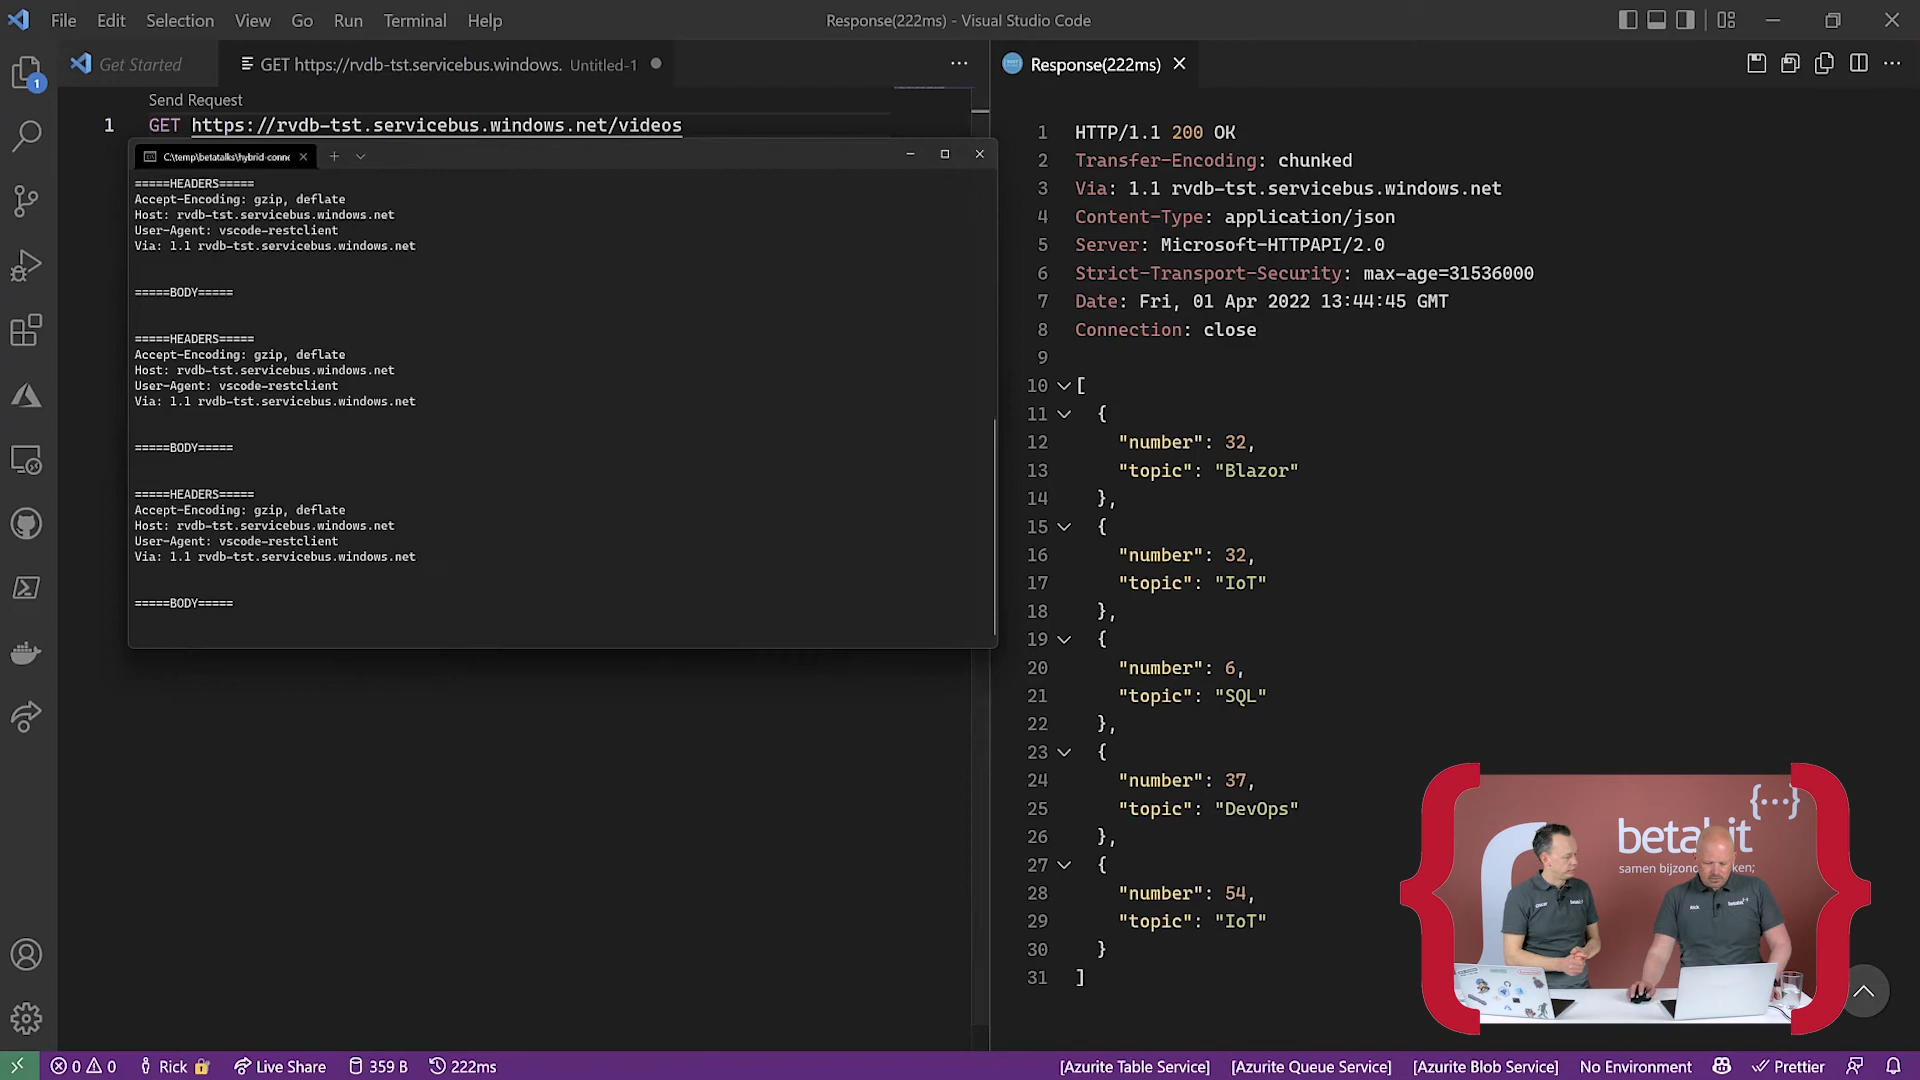 File Edit Selection View Go Run Terminal Help
Response(222ms) - Visual Studio Code
Get Started
GET https://rvdb-tst.servicebus.windows. Untitled-1
Response(222ms)
1
Send Request
1 GET https://rvdb-tst.servicebus.windows.net/videos
C:\temp\betatalks\hybrid-conne
=====HEADERS=====
Accept-Encoding: gzip, deflate
Host: rvdb-tst.servicebus.windows.net
User-Agent: vscode-restclient
Via: 1.1 rvdb-tst.servicebus.windows.net
=====BODY=====
=====HEADERS=====
Accept-Encoding: gzip, deflate
Host: rvdb-tst.servicebus.windows.net
User-Agent: vscode-restclient
Via: 1.1 rvdb-tst.servicebus.windows.net
=====BODY=====
=====HEADERS=====
Accept-Encoding: gzip, deflate
Host: rvdb-tst.servicebus.windows.net
User-Agent: vscode-restclient
Via: 1.1 rvdb-tst.servicebus.windows.net
=====BODY=====
1 HTTP/1.1 200 OK
2 Transfer-Encoding: chunked
3 Via: 1.1 rvdb-tst.servicebus.windows.net
4 Content-Type: application/json
5 Server: Microsoft-HTTPAPI/2.0
6 Strict-Transport-Security: max-age=31536000
7 Date: Fri, 01 Apr 2022 13:44:45 GMT
8 Connection: close
9
10 [
11 {
12 "number": 32,
13 "topic": "Blazor"
14 },
15 {
16 "number": 32,
17 "topic": "IoT"
18 },
19 {
20 "number": 6,
21 "topic": "SQL"
22 },
23 {
24 "number": 37,
25 "topic": "DevOps"
26 },
27 {
28 "number": 54,
29 "topic": "IoT"
30 }
31 ]
{...}
samen
Rick
betabit
0 0 Rick Live Share 359 B 222ms
[Azurite Table Service] [Azurite Queue Service] [Azurite Blob Service] No Environment Prettier